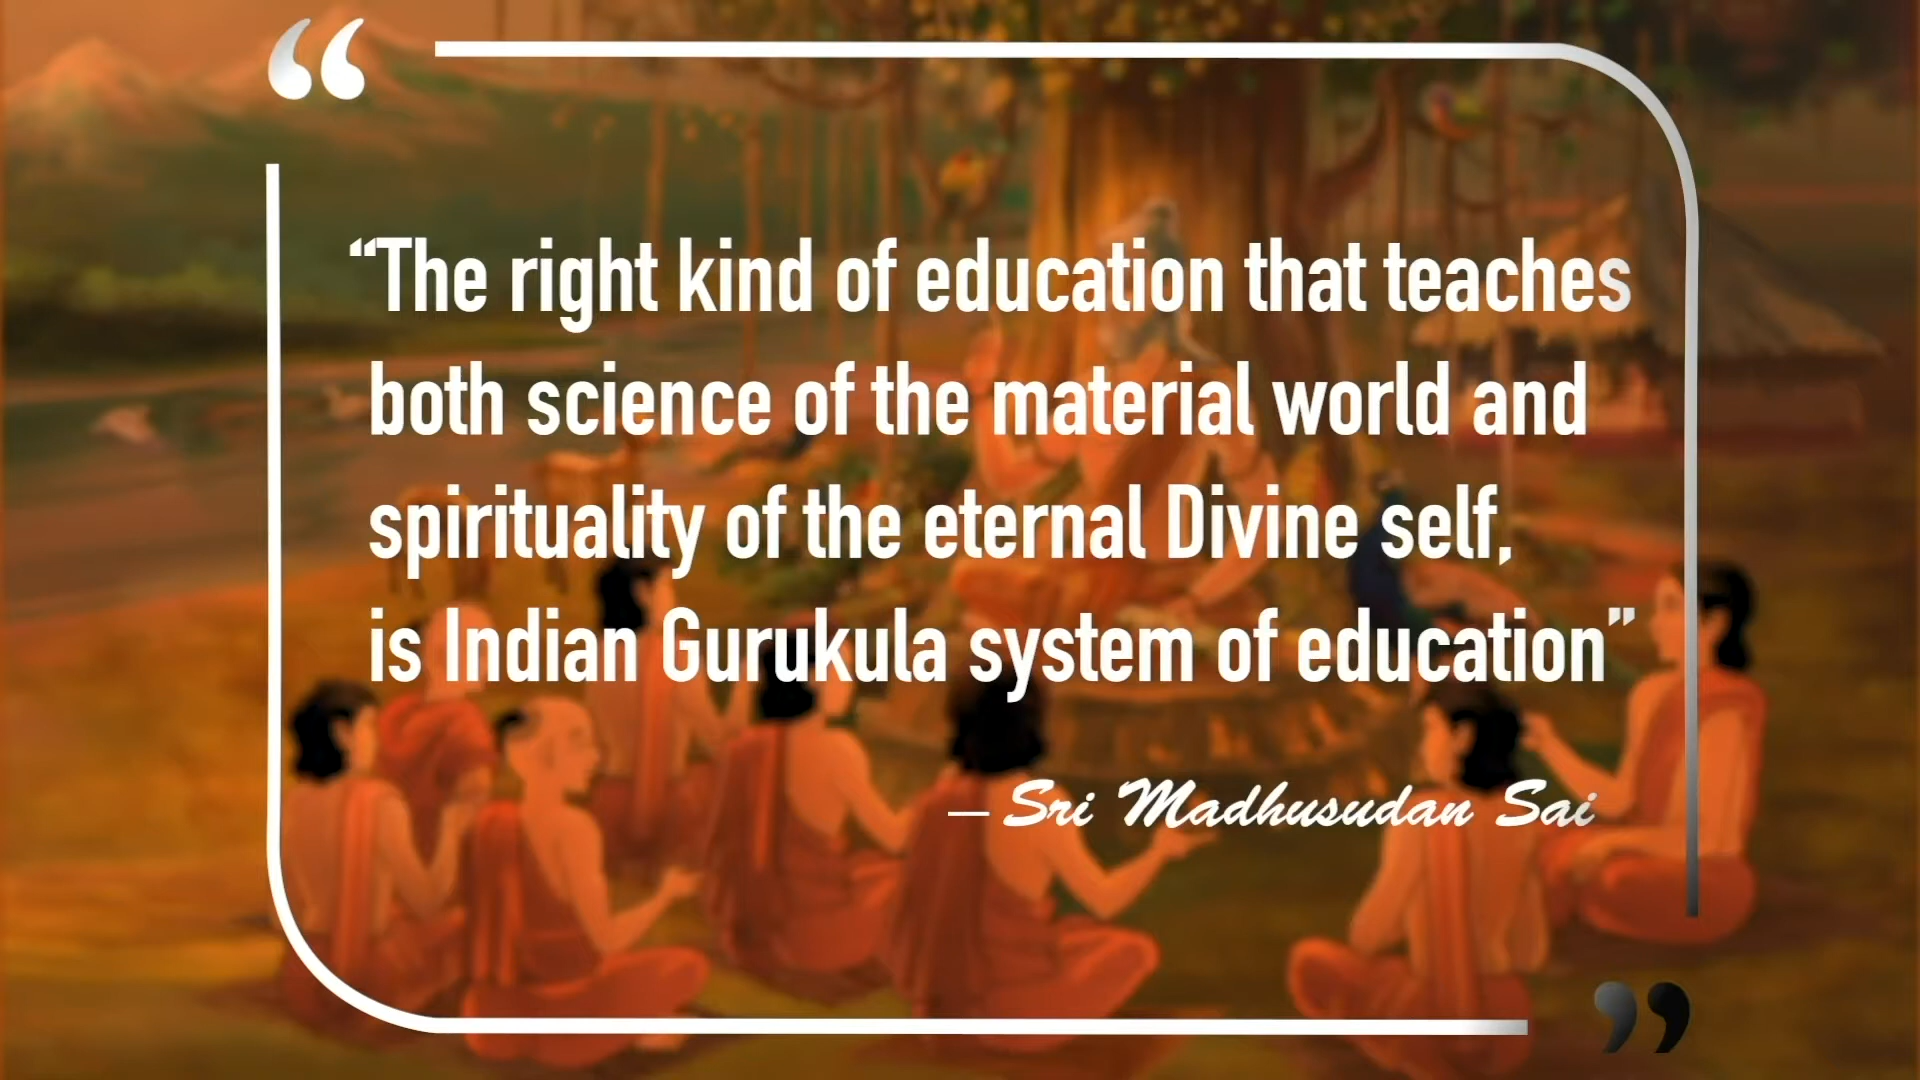 “The right kind of education that teaches
both science of the material world and
spirituality of the eternal Divine self,
is Indian Gurukula system of education”
— Sri Madhusudan Sai